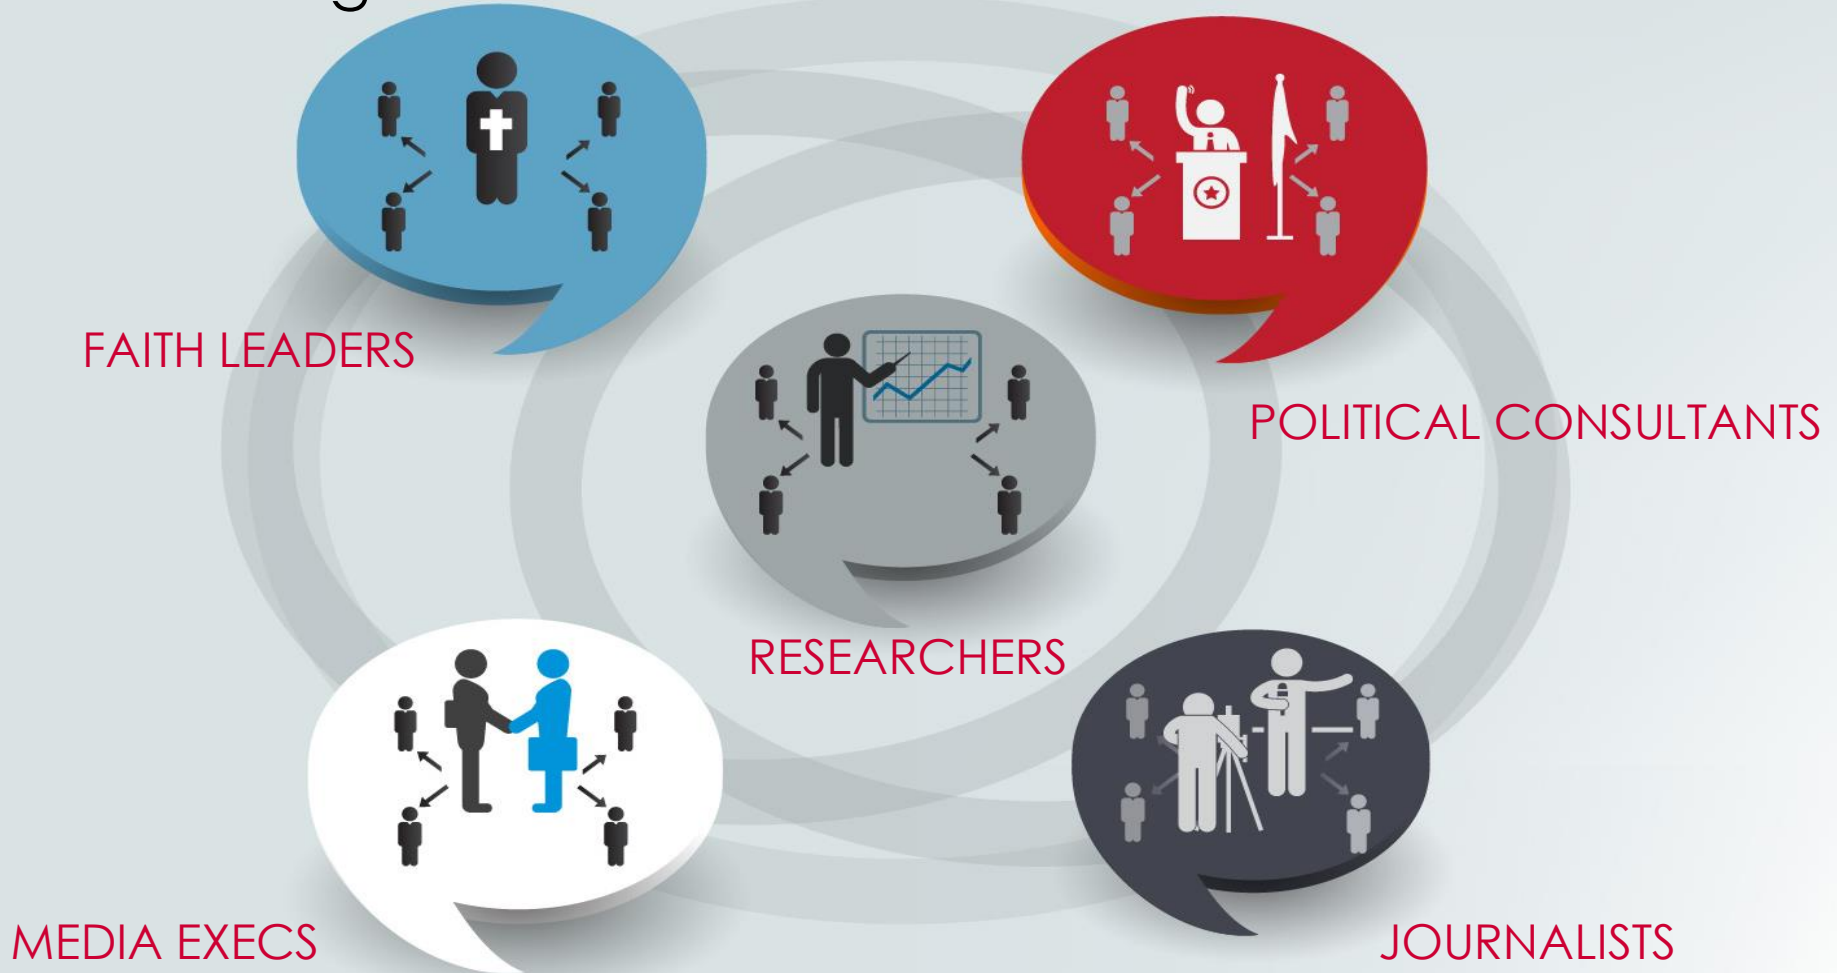 FAITH LEADERS
POLITICAL CONSULTANTS
RESEARCHERS
MEDIA EXECS
JOURNALISTS